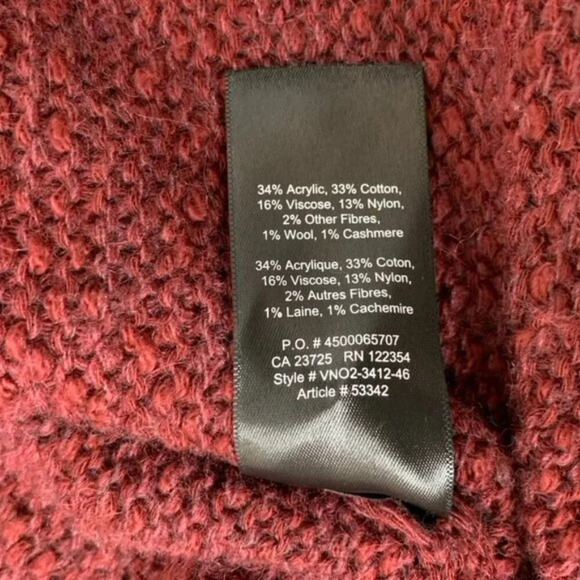 34% Acrylic, 33% Cotton,
16% Viscose, 13% Nylon,
2% Other Fibres,
1% Wool, 1% Cashmere
34% Acrylique, 33% Coton,
16% Viscose, 13% Nylon,
2% Autres Fibres,
1% Laine, 1% Cachemire
P.O. # 4500065707
CA 23725 RN 122354
Style # VNO2-3412-46
Article # 53342